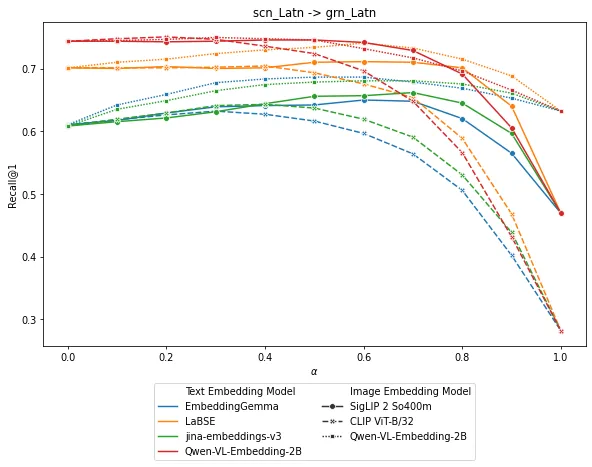 scn_Latn -> grn_Latn
Recall@1
0.7
0.6
0.5
0.4
0.3
0.0 0.2 0.4 0.6 0.8 1.0
α
Text Embedding Model Image Embedding Model
EmbeddingGemma SigLIP 2 So400m
LaBSE CLIP ViT-B/32
jina-embeddings-v3 Qwen-VL-Embedding-2B
Qwen-VL-Embedding-2B